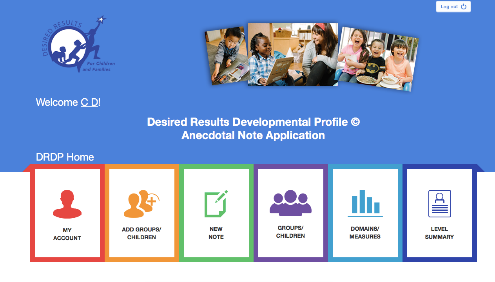 Log out
DESIRED RESULTS
For Children
and Families
Welcome C D!
Desired Results Developmental Profile ©
Anecdotal Note Application
DRDP Home
MY
ACCOUNT
ADD GROUPS/
CHILDREN
NEW
NOTE
GROUPS/
CHILDREN
DOMAINS/
MEASURES
LEVEL
SUMMARY